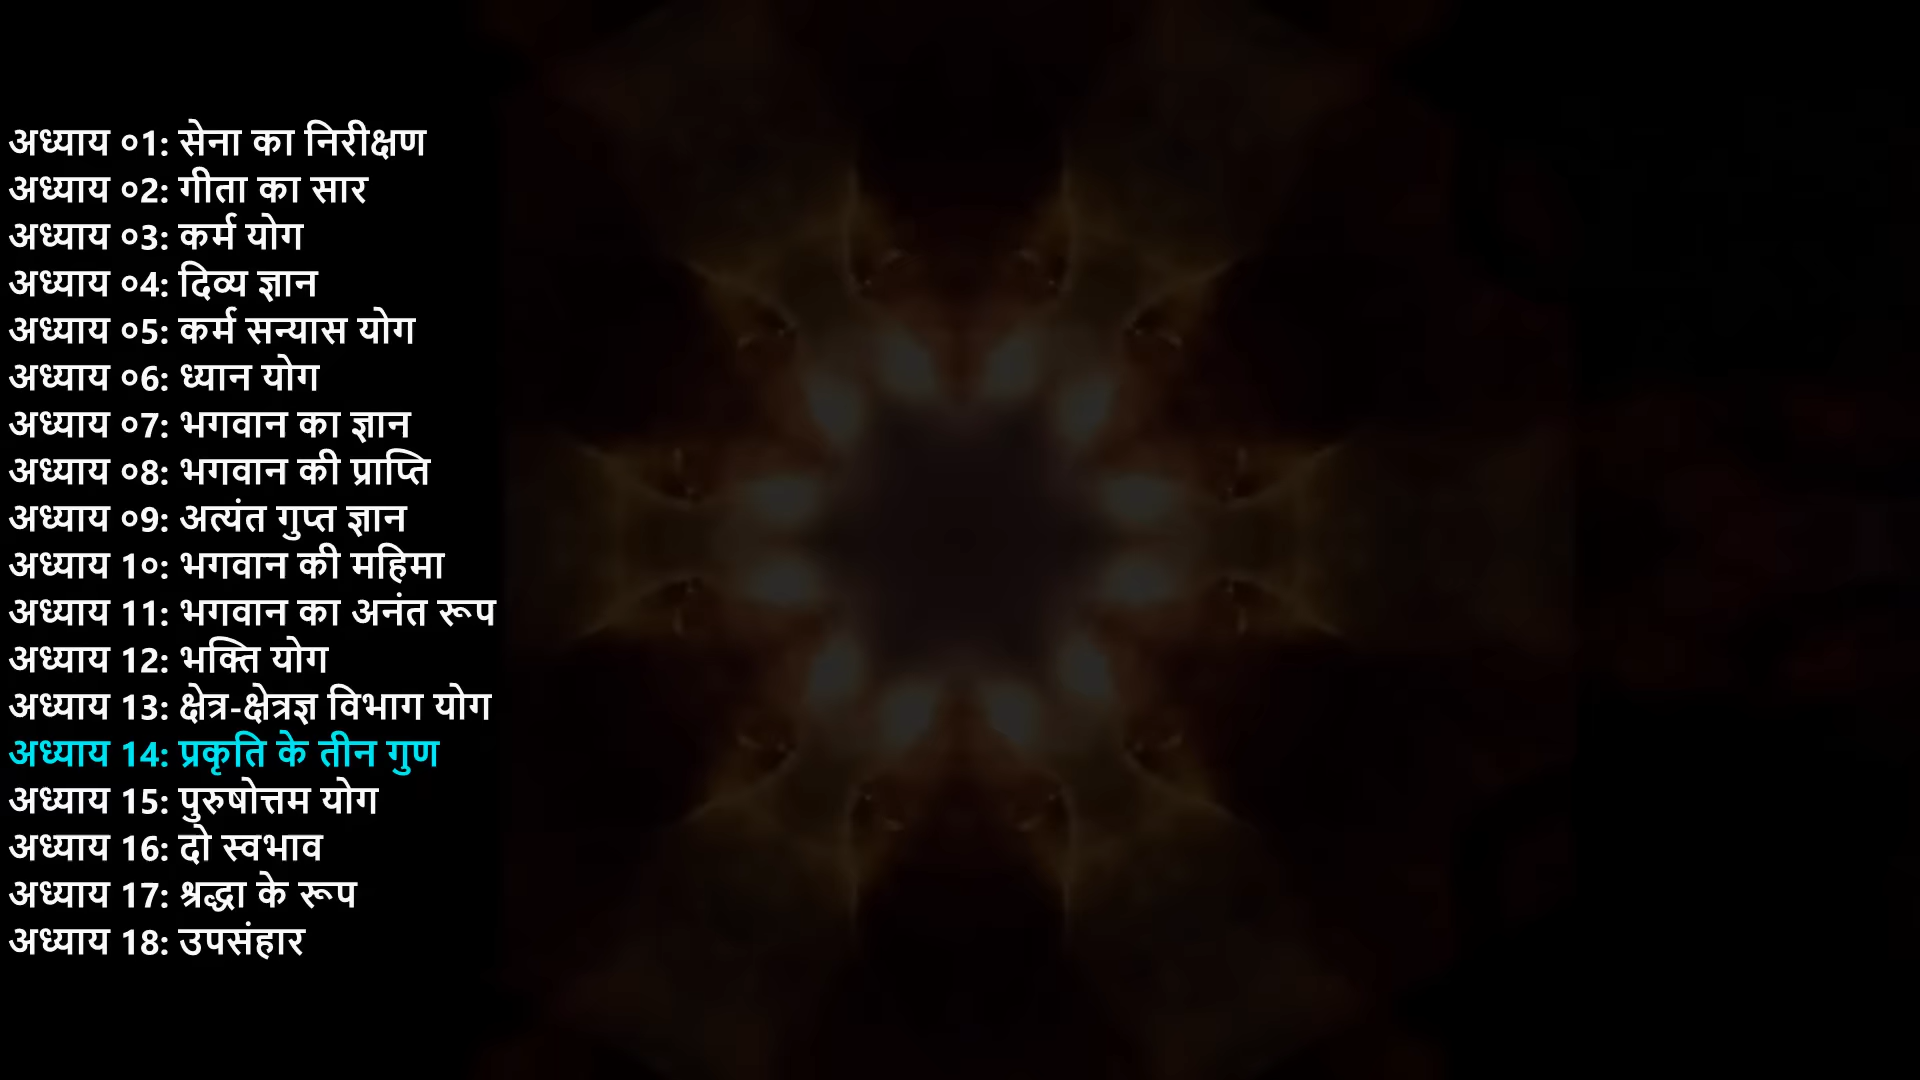 अध्याय ०1: सेना का निरीक्षण
अध्याय ०2: गीता का सार
अध्याय ०3: कर्म योग
अध्याय ०4: दिव्य ज्ञान
अध्याय ०5: कर्म सन्यास योग
अध्याय ०6: ध्यान योग
अध्याय ०7: भगवान का ज्ञान
अध्याय ०8: भगवान की प्राप्ति
अध्याय ०9: अत्यंत गुप्त ज्ञान
अध्याय 1०: भगवान की महिमा
अध्याय 11: भगवान का अनंत रूप
अध्याय 12: भक्ति योग
अध्याय 13: क्षेत्र-क्षेत्रज्ञ विभाग योग
अध्याय 14: प्रकृति के तीन गुण
अध्याय 15: पुरुषोत्तम योग
अध्याय 16: दो स्वभाव
अध्याय 17: श्रद्धा के रूप
अध्याय 18: उपसंहार